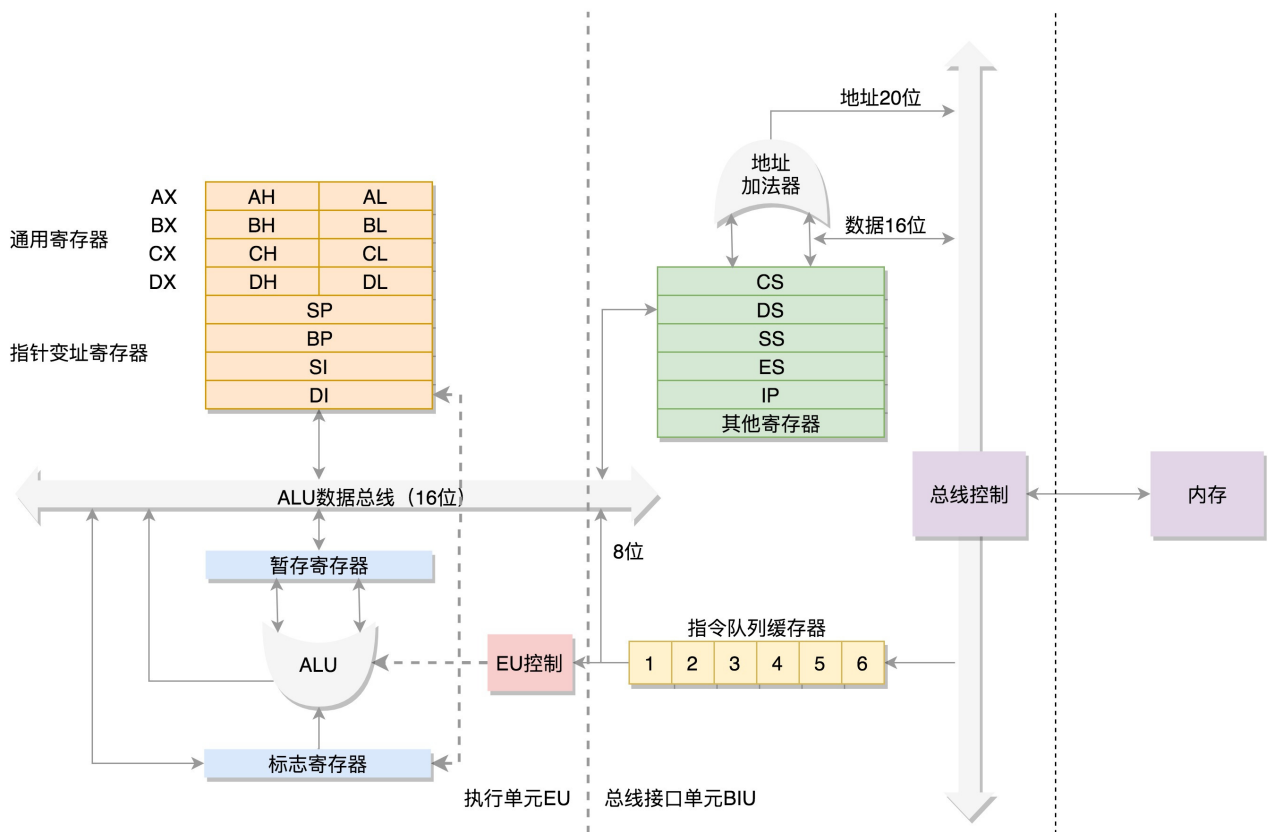 地址20位
地址
加法器
数据16位
通用寄存器
AX
AH
AL
BX
BH
BL
CX
CH
CL
DX
DH
DL
指针变址寄存器
SP
BP
SI
DI
CS
DS
SS
ES
IP
其他寄存器
ALU数据总线（16位）
总线控制
内存
暂存寄存器
8位
ALU
EU控制
指令队列缓存器
1
2
3
4
5
6
标志寄存器
执行单元EU
总线接口单元BIU